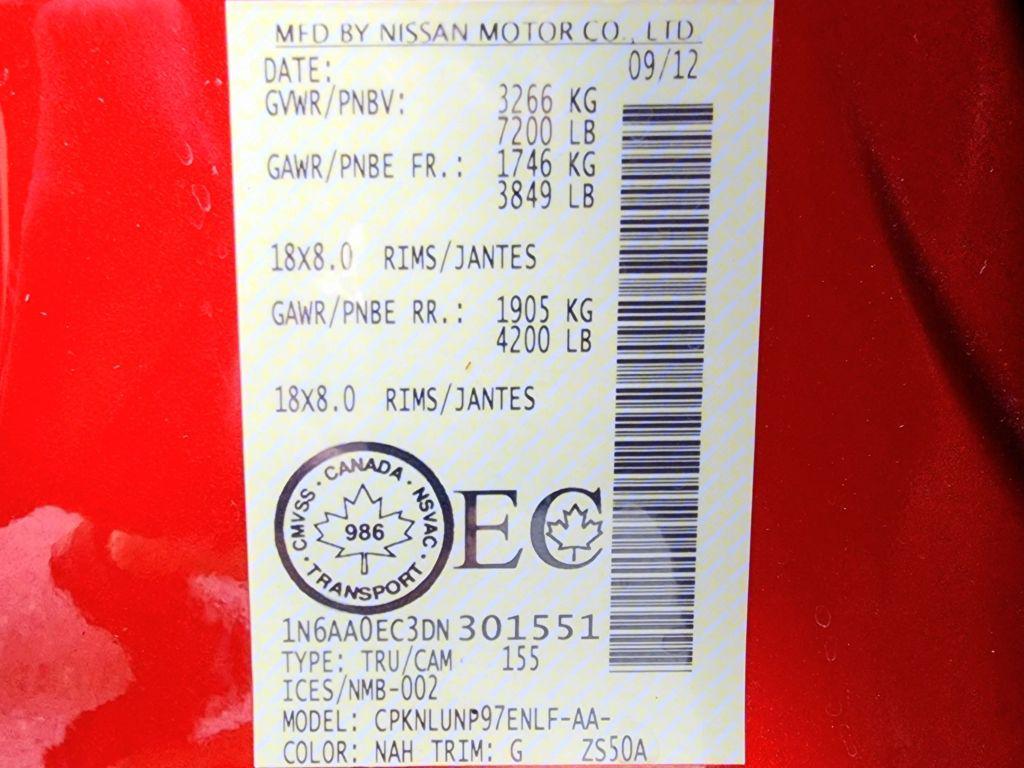 MFD BY NISSAN MOTOR CO., LTD
DATE: 09/12
GVWR/PNBV: 3266 KG
7200 LB
GAWR/PNBE FR.: 1746 KG
3849 LB
18X8.0 RIMS/JANTES
GAWR/PNBE RR.: 1905 KG
4200 LB
18X8.0 RIMS/JANTES
CMVSS · CANADA · NSVAC · TRANSPORT ·
986
EC
1N6AA0EC3DN301551
TYPE: TRU/CAM 155
ICES/NMB-002
MODEL: CPKNLUNP97ENLF-AA-
COLOR: NAH TRIM: G ZS50A